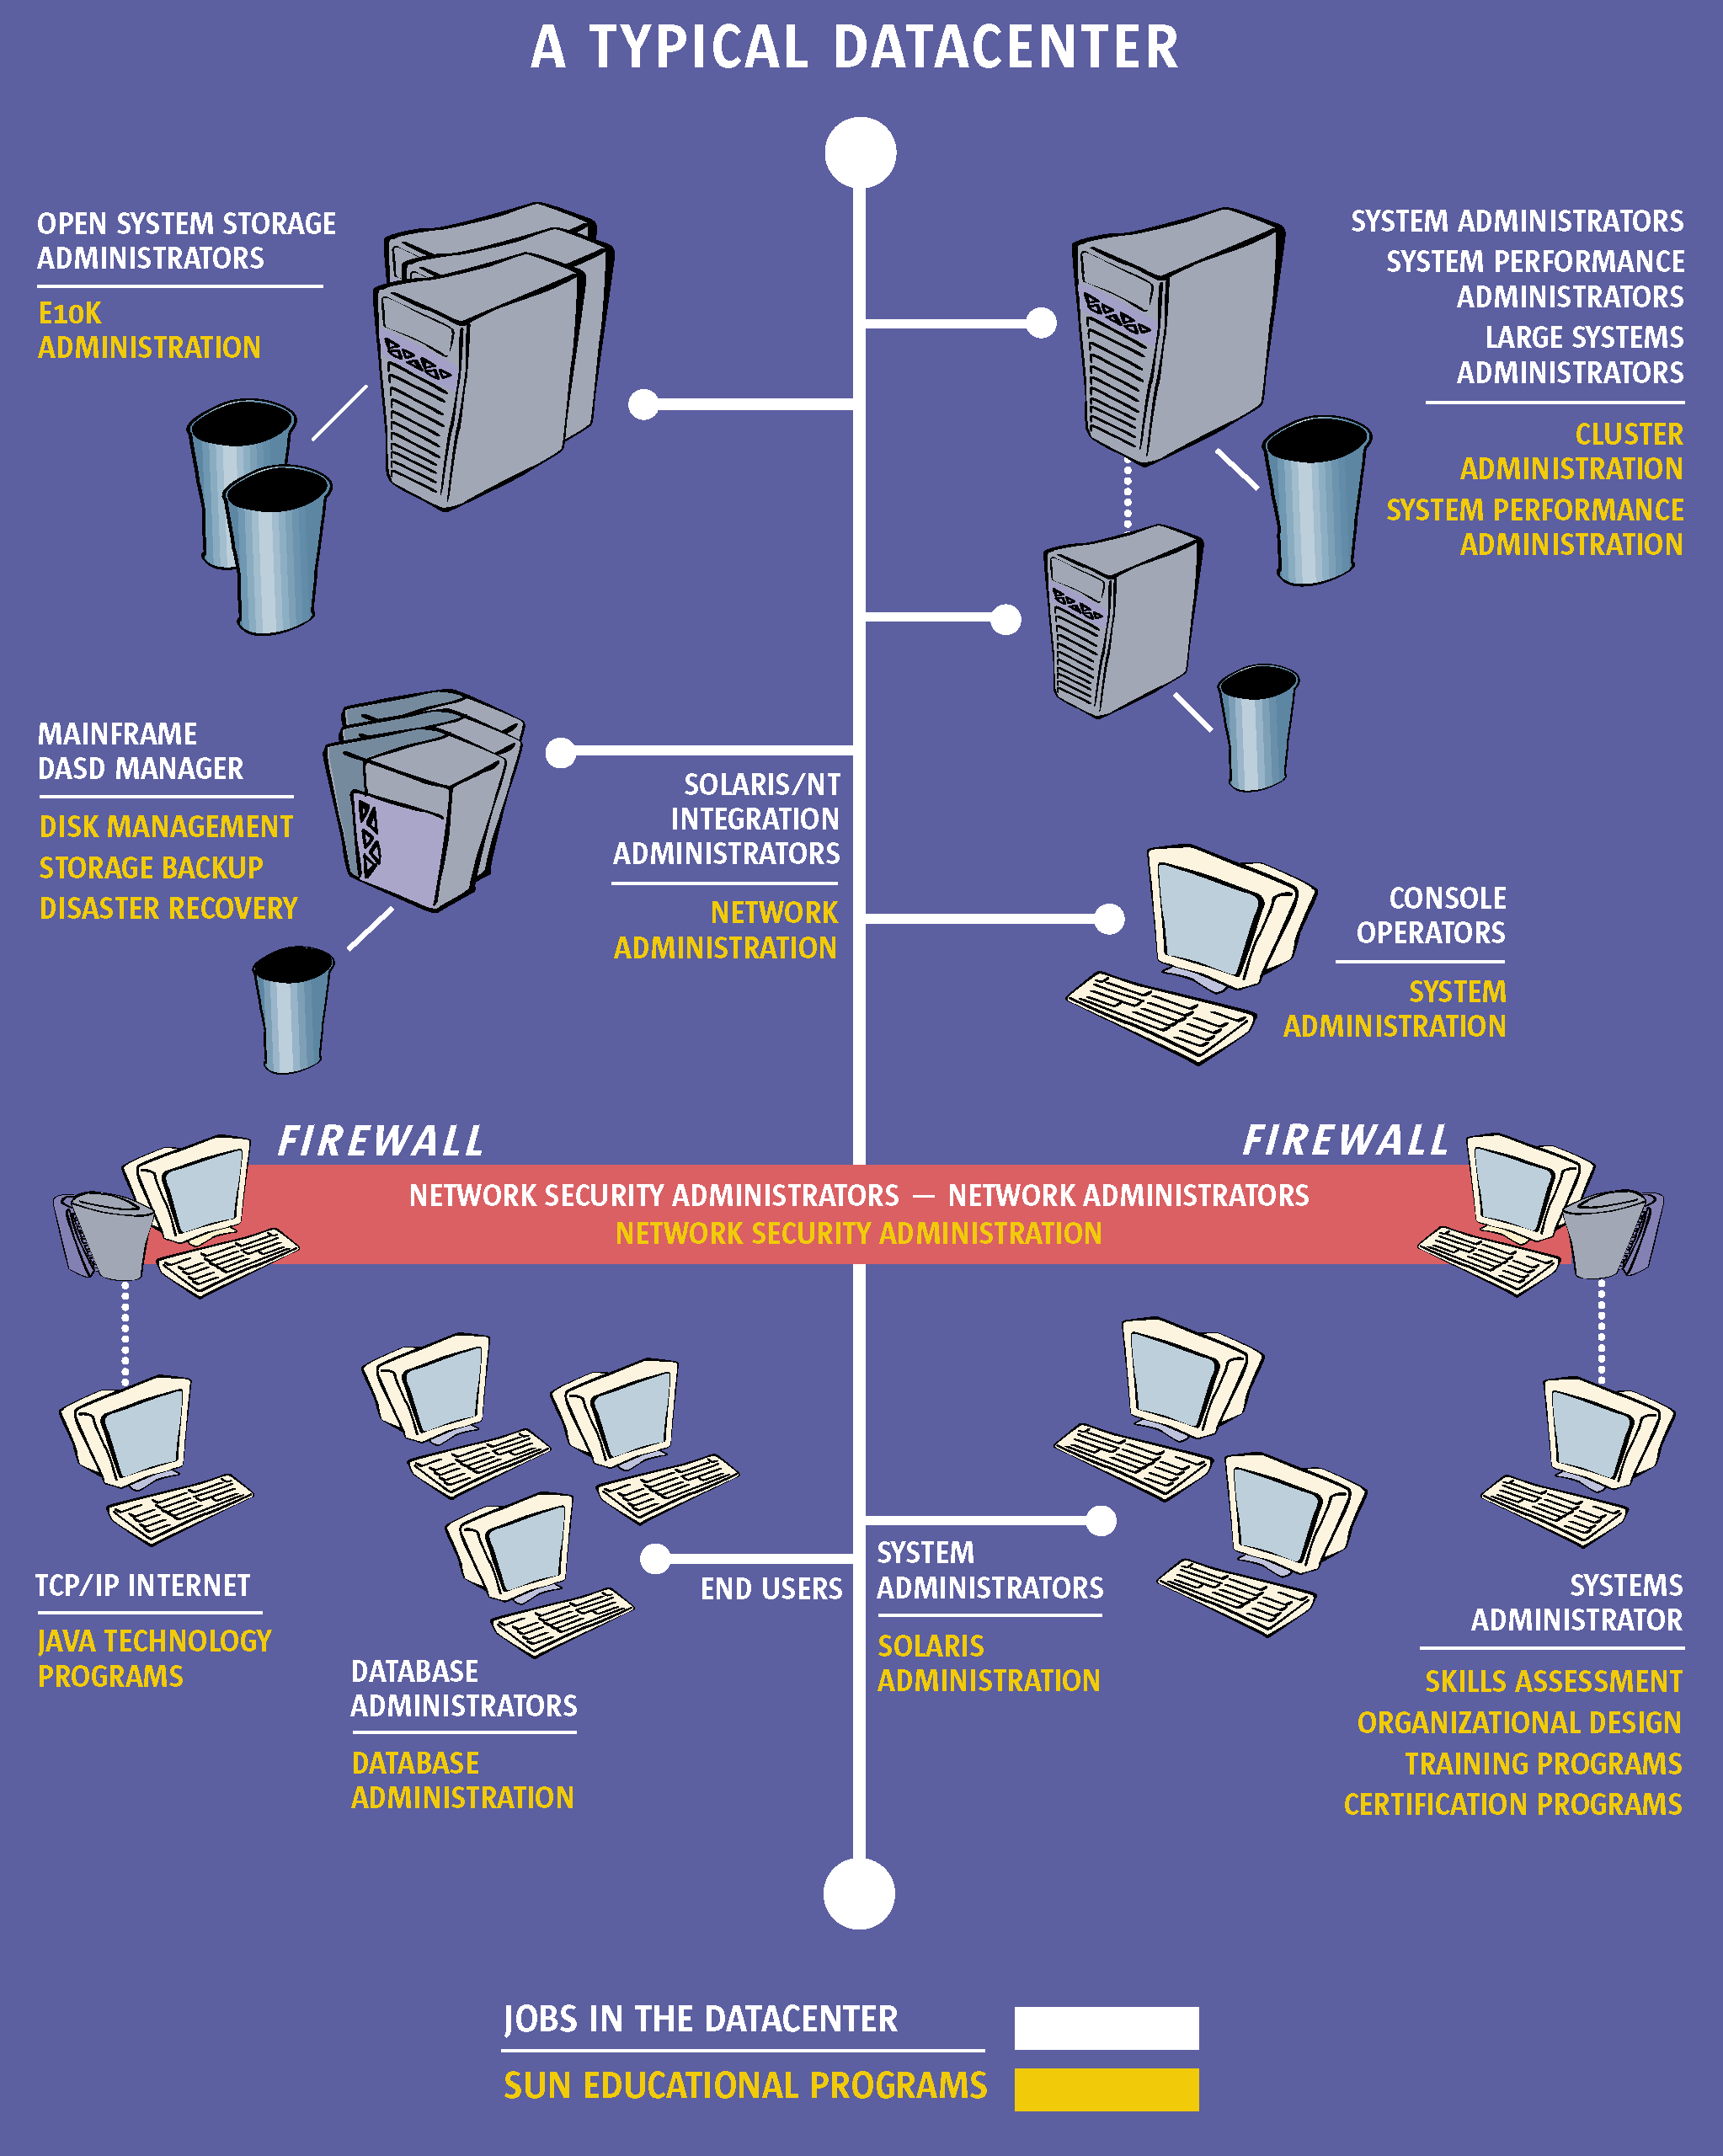 A TYPICAL DATACENTER
OPEN SYSTEM STORAGE
ADMINISTRATORS
E10K
ADMINISTRATION
SYSTEM ADMINISTRATORS
SYSTEM PERFORMANCE
ADMINISTRATORS
LARGE SYSTEMS
ADMINISTRATORS
CLUSTER
ADMINISTRATION
SYSTEM PERFORMANCE
ADMINISTRATION
MAINFRAME
DASD MANAGER
DISK MANAGEMENT
STORAGE BACKUP
DISASTER RECOVERY
SOLARIS/NT
INTEGRATION
ADMINISTRATORS
NETWORK
ADMINISTRATION
CONSOLE
OPERATORS
SYSTEM
ADMINISTRATION
FIREWALL
FIREWALL
NETWORK SECURITY ADMINISTRATORS — NETWORK ADMINISTRATORS
NETWORK SECURITY ADMINISTRATION
TCP/IP INTERNET
JAVA TECHNOLOGY
PROGRAMS
DATABASE
ADMINISTRATORS
DATABASE
ADMINISTRATION
END USERS
SYSTEM
ADMINISTRATORS
SOLARIS
ADMINISTRATION
SYSTEMS
ADMINISTRATOR
SKILLS ASSESSMENT
ORGANIZATIONAL DESIGN
TRAINING PROGRAMS
CERTIFICATION PROGRAMS
JOBS IN THE DATACENTER
SUN EDUCATIONAL PROGRAMS